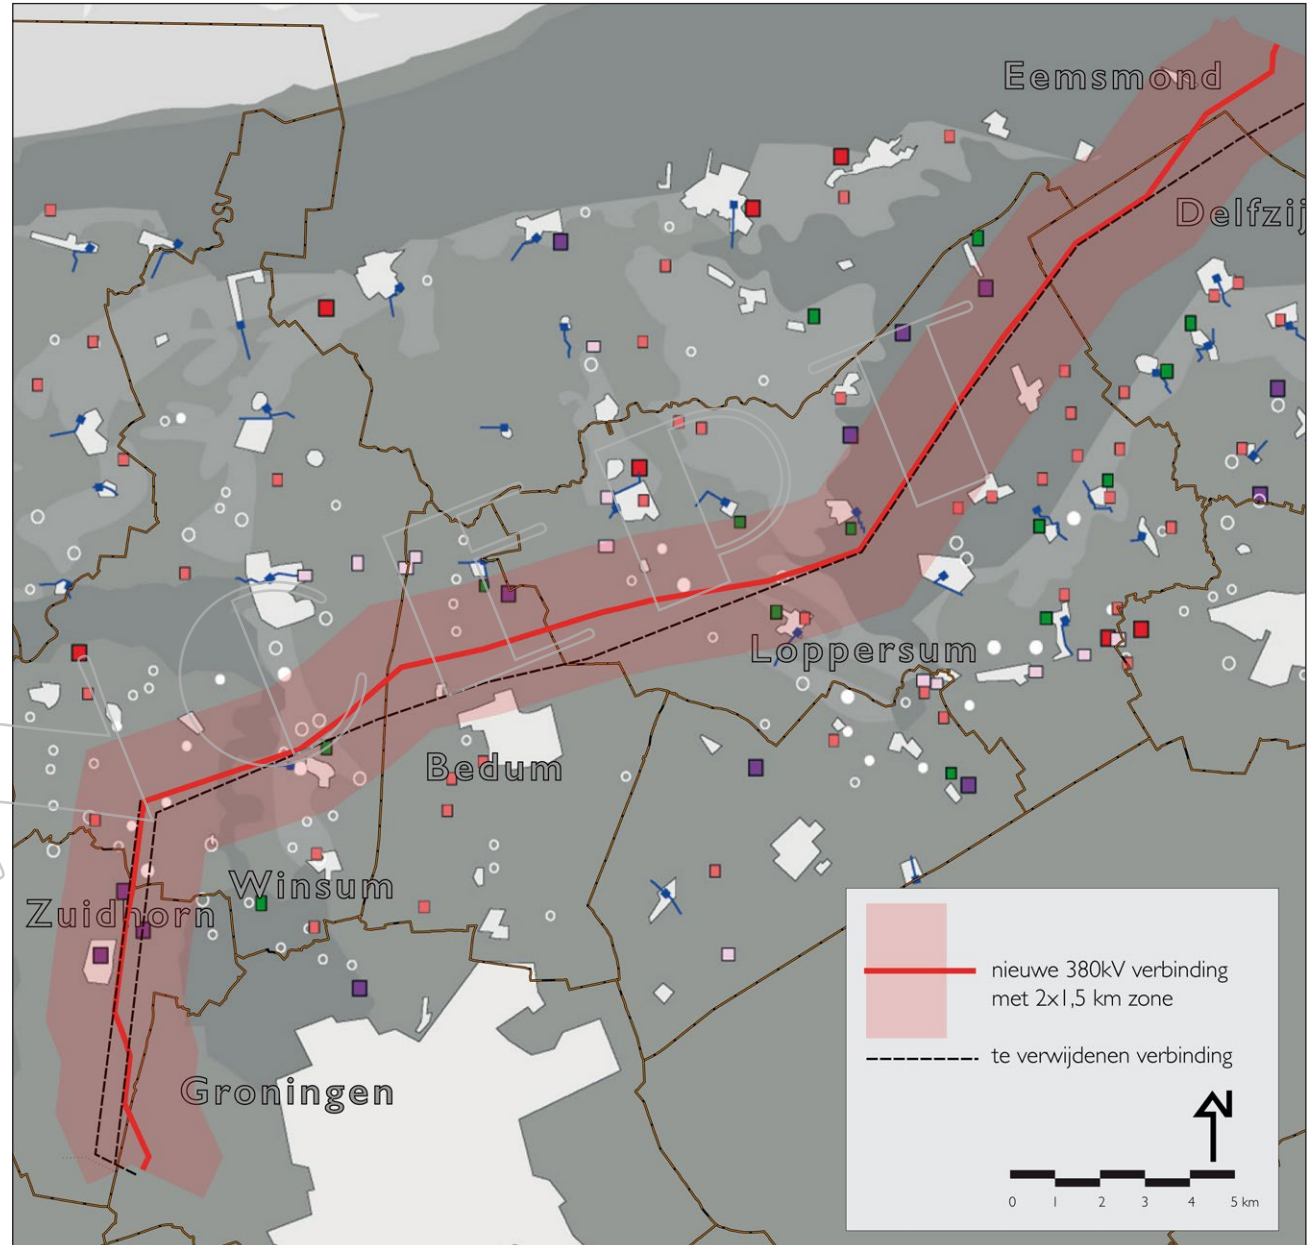 Eemsmond
Delfzij
Loppersum
Bedum
Winsum
Zuidhorn
Groningen
nieuwe 380kV verbinding
met 2x1,5 km zone
te verwijdenen verbinding
N
0 1 2 3 4 5 km